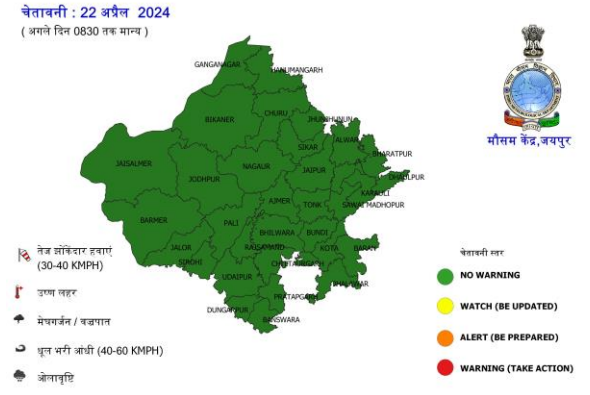 चेतावनी : 22 अप्रैल 2024
( अगले दिन 0830 तक मान्य )
मौसम केंद्र,जयपुर
GANGANAGAR
HANUMANGARH
BIKANER
CHURU
JHUNJHUNUN
SIKAR
ALWAR
BHARATPUR
JAISALMER
JODHPUR
NAGAUR
JAIPUR
DHAULPUR
KARAULI
AJMER
TONK
SAWAI MADHOPUR
BARMER
PALI
BHILWARA
BUNDI
JALOR
RAJSAMAND
KOTA
BARAN
SIROHI
CHITTAURGARH
UDAIPUR
JHALAWAR
PRATAPGARH
DUNGARPUR
BANSWARA
तेज झोंकेदार हवाएं
(30-40 KMPH)
उष्ण लहर
मेघगर्जन / वज्रपात
धूल भरी आंधी (40-60 KMPH)
ओलावृष्टि
चेतावनी स्तर
NO WARNING
WATCH (BE UPDATED)
ALERT (BE PREPARED)
WARNING (TAKE ACTION)